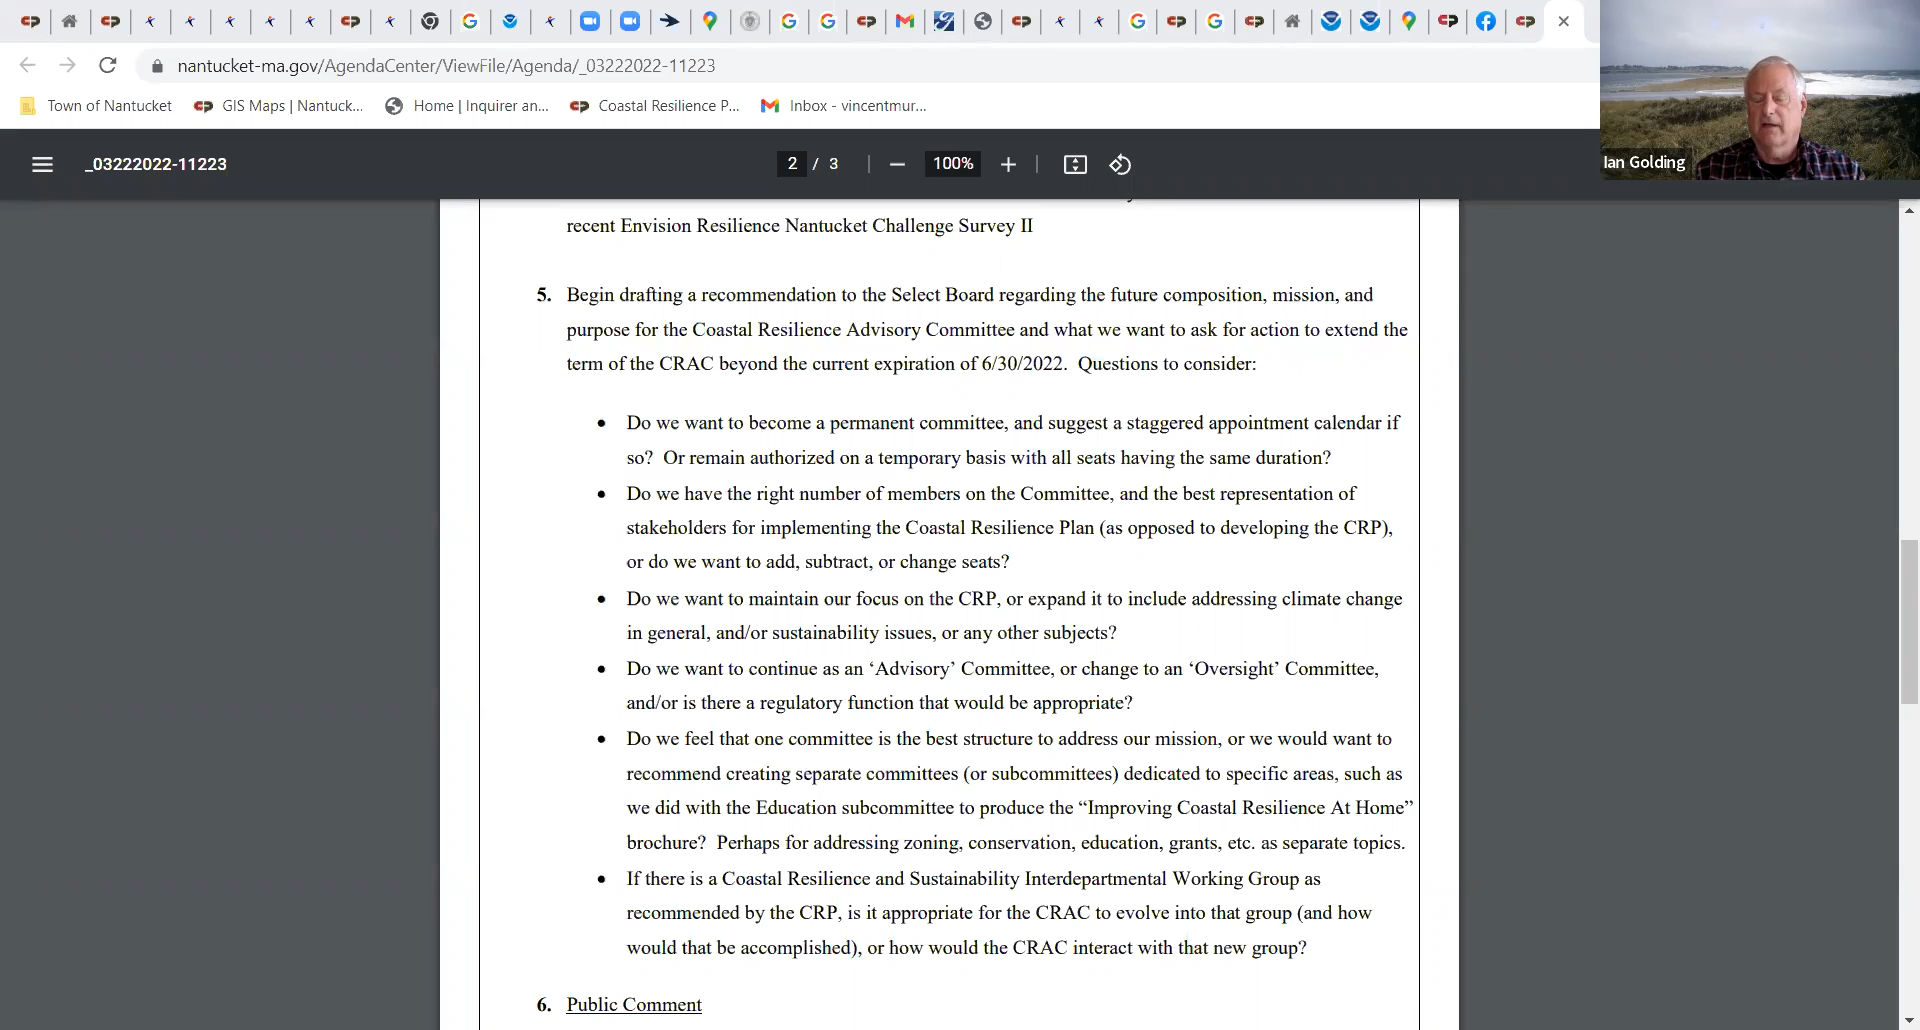 nantucket-ma.gov/AgendaCenter/ViewFile/Agenda/_03222022-11223
Town of Nantucket
GIS Maps | Nantuck...
Home | Inquirer an...
Coastal Resilience P...
Inbox - vincentmur...
Ian Golding
_03222022-11223
2 / 3
100%
recent Envision Resilience Nantucket Challenge Survey II
5. Begin drafting a recommendation to the Select Board regarding the future composition, mission, and
purpose for the Coastal Resilience Advisory Committee and what we want to ask for action to extend the
term of the CRAC beyond the current expiration of 6/30/2022. Questions to consider:
• Do we want to become a permanent committee, and suggest a staggered appointment calendar if
so? Or remain authorized on a temporary basis with all seats having the same duration?
• Do we have the right number of members on the Committee, and the best representation of
stakeholders for implementing the Coastal Resilience Plan (as opposed to developing the CRP),
or do we want to add, subtract, or change seats?
• Do we want to maintain our focus on the CRP, or expand it to include addressing climate change
in general, and/or sustainability issues, or any other subjects?
• Do we want to continue as an ‘Advisory’ Committee, or change to an ‘Oversight’ Committee,
and/or is there a regulatory function that would be appropriate?
• Do we feel that one committee is the best structure to address our mission, or we would want to
recommend creating separate committees (or subcommittees) dedicated to specific areas, such as
we did with the Education subcommittee to produce the “Improving Coastal Resilience At Home”
brochure? Perhaps for addressing zoning, conservation, education, grants, etc. as separate topics.
• If there is a Coastal Resilience and Sustainability Interdepartmental Working Group as
recommended by the CRP, is it appropriate for the CRAC to evolve into that group (and how
would that be accomplished), or how would the CRAC interact with that new group?
6. Public Comment